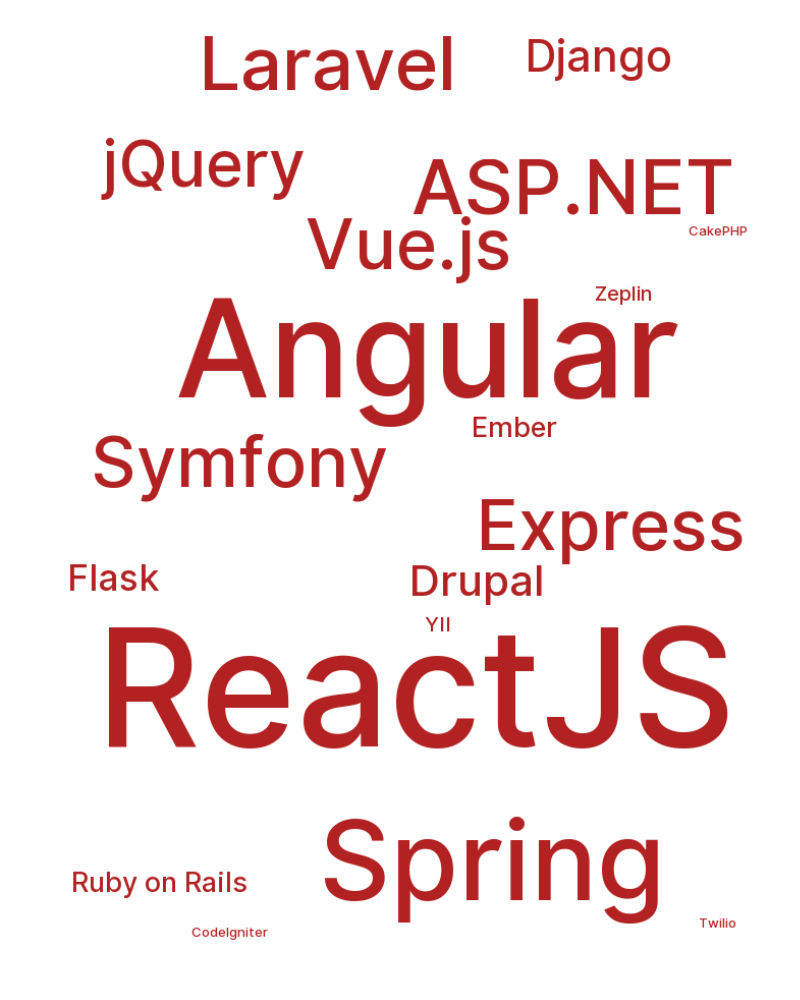 Laravel
Django
jQuery
ASP.NET
CakePHP
Vue.js
Zeplin
Angular
Ember
Symfony
Express
Flask
Drupal
YII
ReactJS
Spring
Ruby on Rails
CodeIgniter
Twilio